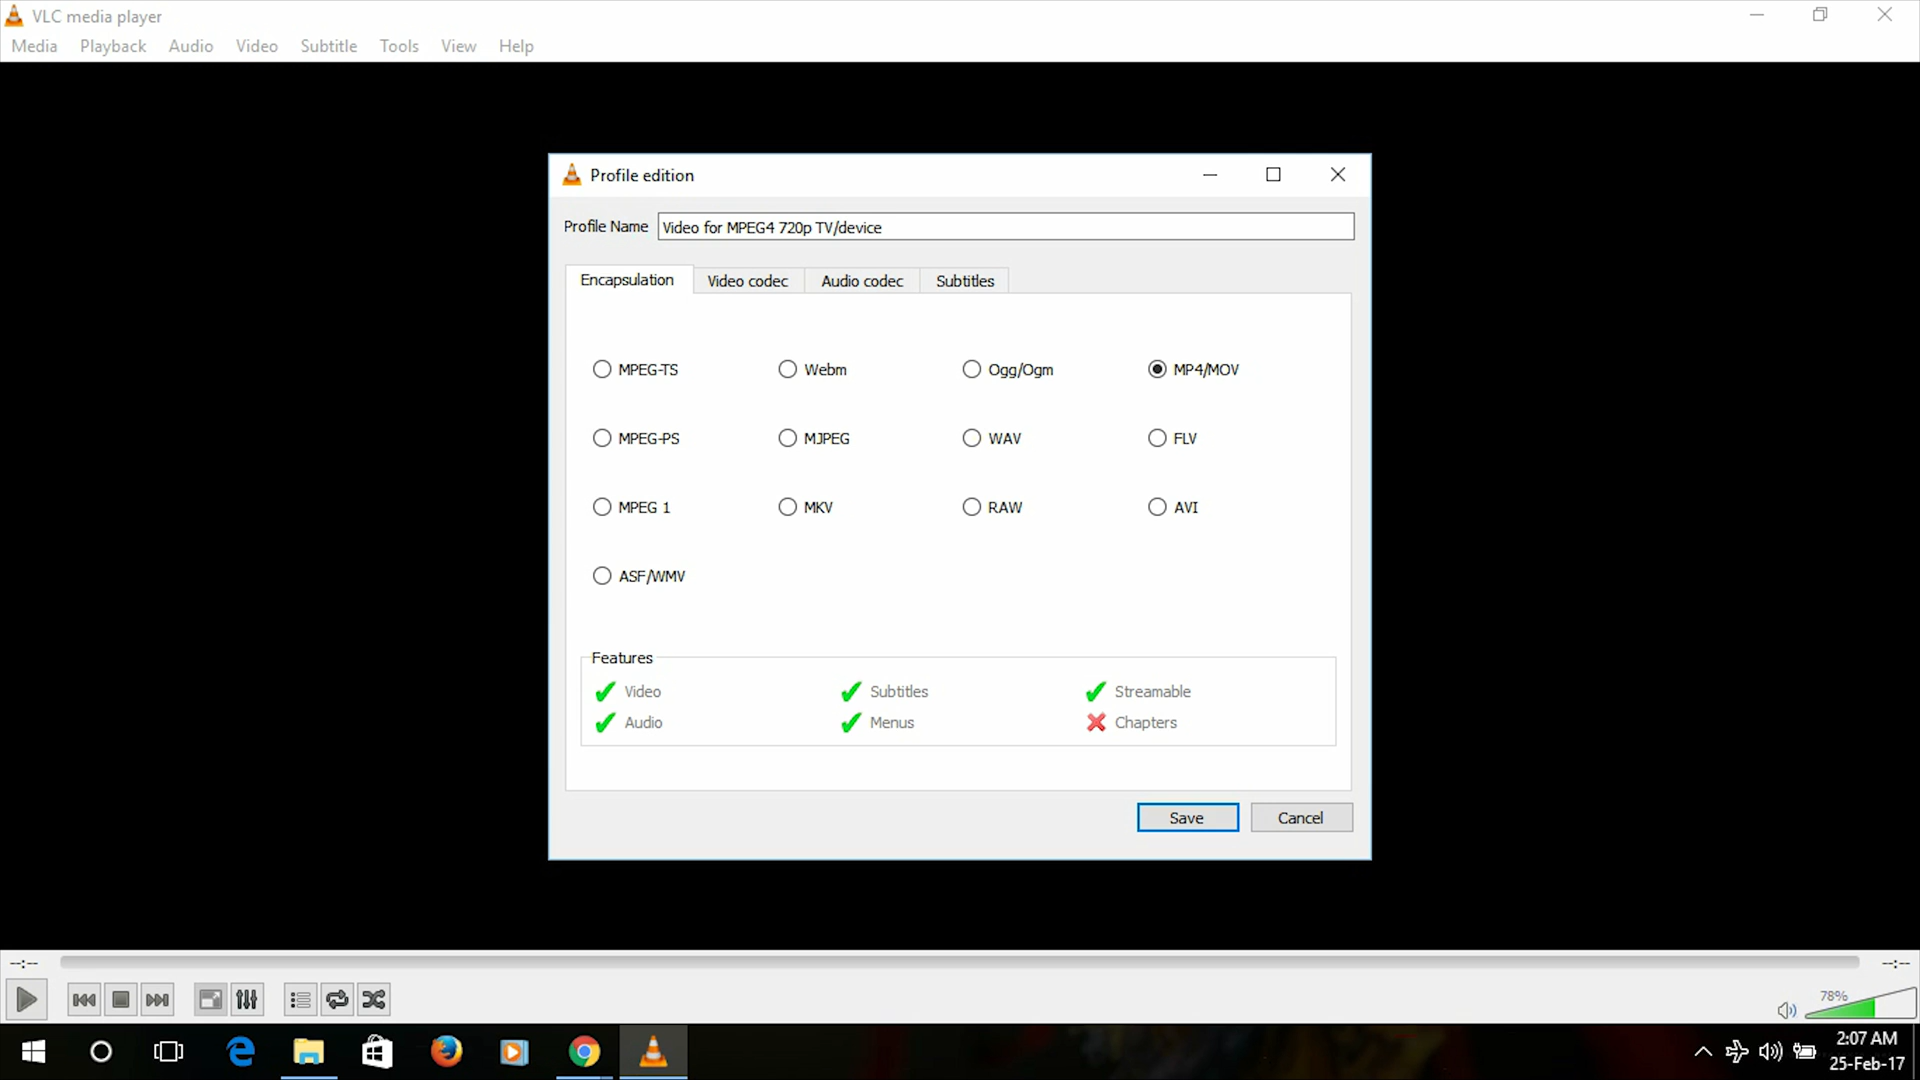 VLC media player
Media Playback Audio Video Subtitle Tools View Help
Profile edition
Profile Name Video for MPEG4 720p TV/device
Encapsulation Video codec Audio codec Subtitles
MPEG-TS Webm Ogg/Ogm MP4/MOV
MPEG-PS MJPEG WAV FLV
MPEG 1 MKV RAW AVI
ASF/WMV
Features
Video Subtitles Streamable
Audio Menus Chapters
Save Cancel
--:-- --:--
78%
2:07 AM
25-Feb-17